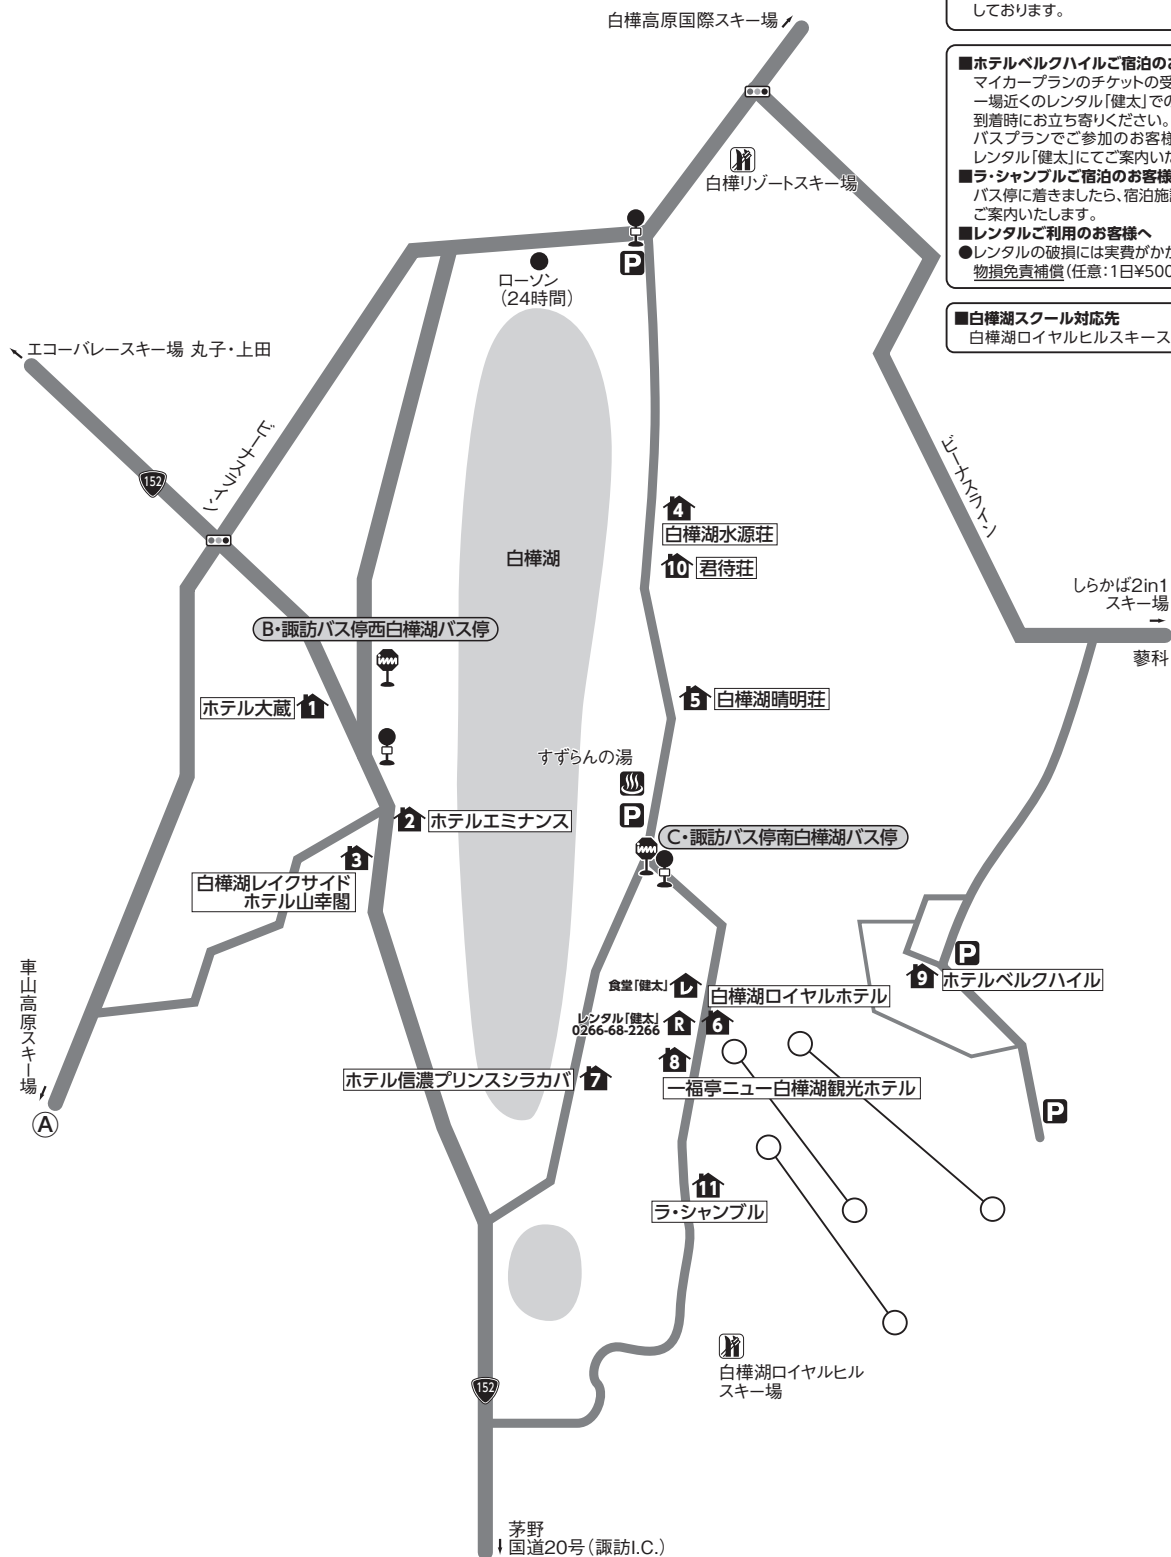 しております。
■ホテルベルクハイルご宿泊のお
マイカープランのチケットの受
ー場近くのレンタル「健太」での
到着時にお立ち寄りください。
バスプランでご参加のお客様
レンタル「健太」にてご案内いた
■ラ・シャンブルご宿泊のお客様
バス停に着きましたら、宿泊施
ご案内いたします。
■レンタルご利用のお客様へ
●レンタルの破損には実費がかか
物損免責補償(任意:1日¥500
■白樺湖スクール対応先
白樺湖ロイヤルヒルスキース
白樺高原国際スキー場
白樺リゾートスキー場
P
ローソン
(24時間)
エコーバレースキー場 丸子・上田
ビーナスライン
152
ビーナスライン
白樺湖
4
白樺湖水源荘
10 君待荘
しらかば2in1
スキー場
蓼科
B・諏訪バス停西白樺湖バス停
ホテル大蔵 1
5 白樺湖晴明荘
すずらんの湯
P
2 ホテルエミナンス
C・諏訪バス停南白樺湖バス停
3
白樺湖レイクサイド
ホテル山幸閣
車山高原スキー場
A
食堂「健太」 レ
白樺湖ロイヤルホテル
レンタル「健太」
0266-68-2266 R 6
P
9 ホテルベルクハイル
ホテル信濃プリンスシラカバ 7
8
一福亭ニュー白樺湖観光ホテル
P
11
ラ・シャンブル
白樺湖ロイヤルヒル
スキー場
152
茅野
国道20号(諏訪I.C.)